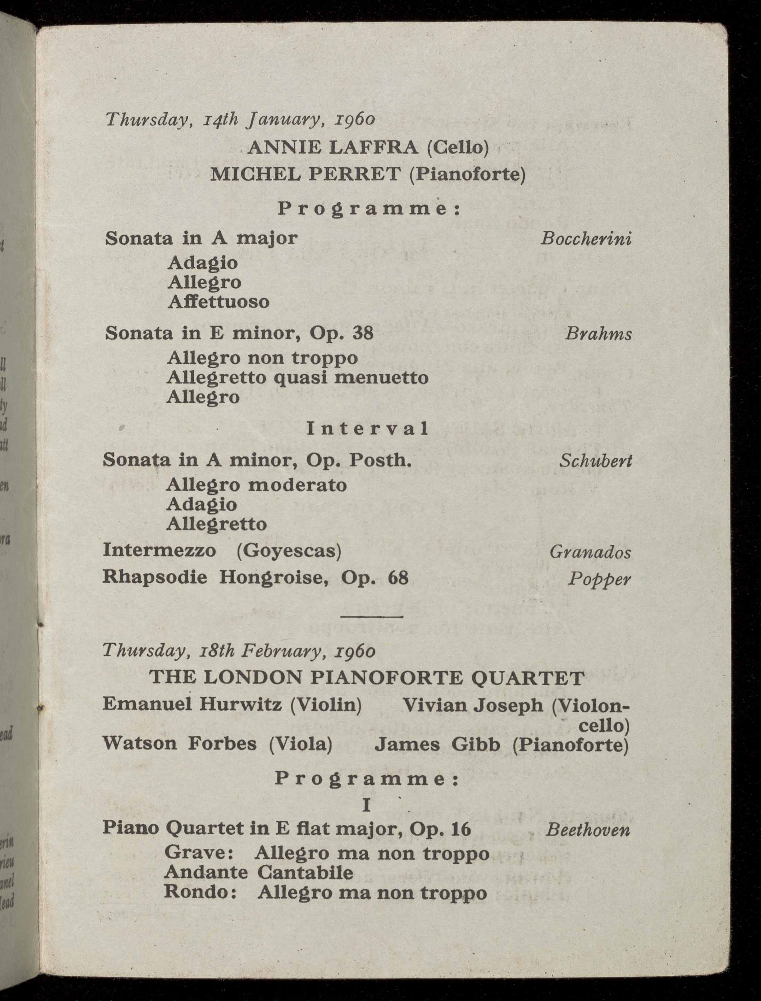 Thursday, 14th January, 1960
ANNIE LAFFRA (Cello)
MICHEL PERRET (Pianoforte)
Programme:
Sonata in A major Boccherini
Adagio
Allegro
Affettuoso
Sonata in E minor, Op. 38 Brahms
Allegro non troppo
Allegretto quasi menuetto
Allegro
Interval
Sonata in A minor, Op. Posth. Schubert
Allegro moderato
Adagio
Allegretto
Intermezzo (Goyescas) Granados
Rhapsodie Hongroise, Op. 68 Popper
Thursday, 18th February, 1960
THE LONDON PIANOFORTE QUARTET
Emanuel Hurwitz (Violin) Vivian Joseph (Violon-
cello)
Watson Forbes (Viola) James Gibb (Pianoforte)
Programme:
I
Piano Quartet in E flat major, Op. 16 Beethoven
Grave: Allegro ma non troppo
Andante Cantabile
Rondo: Allegro ma non troppo